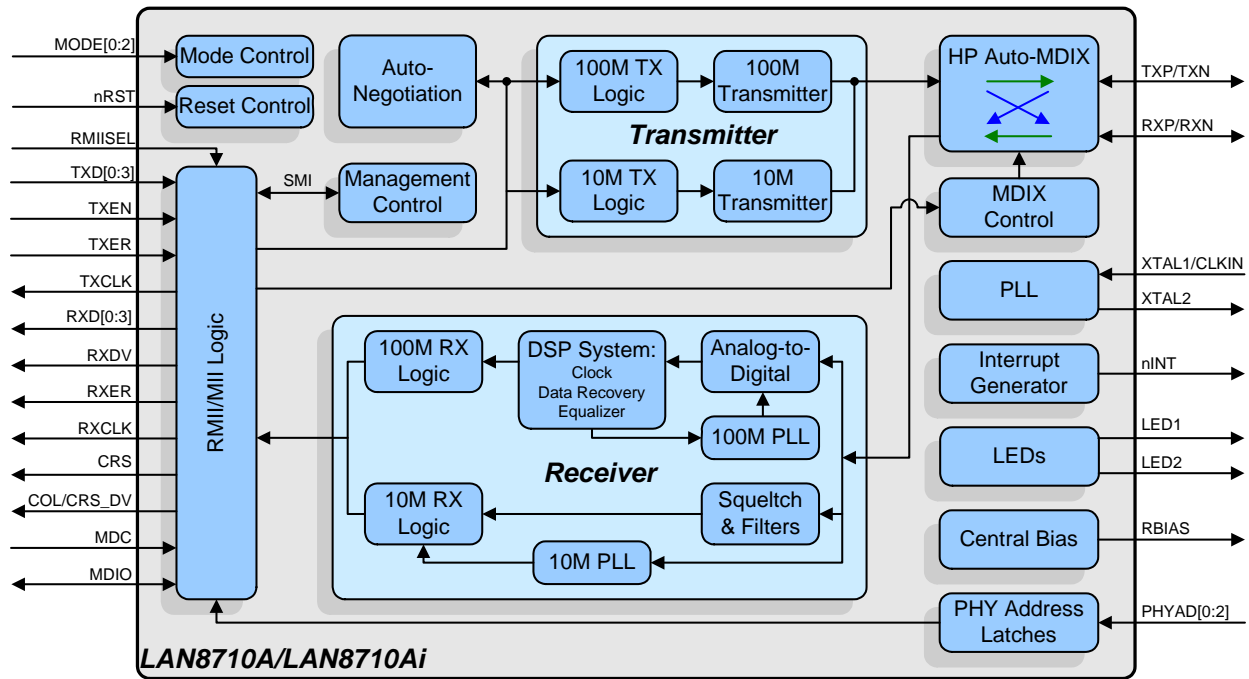 MODE[0:2]
nRST
RMIISEL
TXD[0:3]
TXEN
TXER
TXCLK
RXD[0:3]
RXDV
RXER
RXCLK
CRS
COL/CRS_DV
MDC
MDIO
Mode Control
Reset Control
RMII/MII Logic
SMI
Auto-
Negotiation
Management
Control
100M TX
Logic
100M
Transmitter
Transmitter
10M TX
Logic
10M
Transmitter
100M RX
Logic
DSP System:
Clock
Data Recovery
Equalizer
Analog-to-
Digital
100M PLL
Receiver
10M RX
Logic
Squeltch
& Filters
10M PLL
HP Auto-MDIX
MDIX
Control
PLL
Interrupt
Generator
LEDs
Central Bias
PHY Address
Latches
TXP/TXN
RXP/RXN
XTAL1/CLKIN
XTAL2
nINT
LED1
LED2
RBIAS
PHYAD[0:2]
LAN8710A/LAN8710Ai